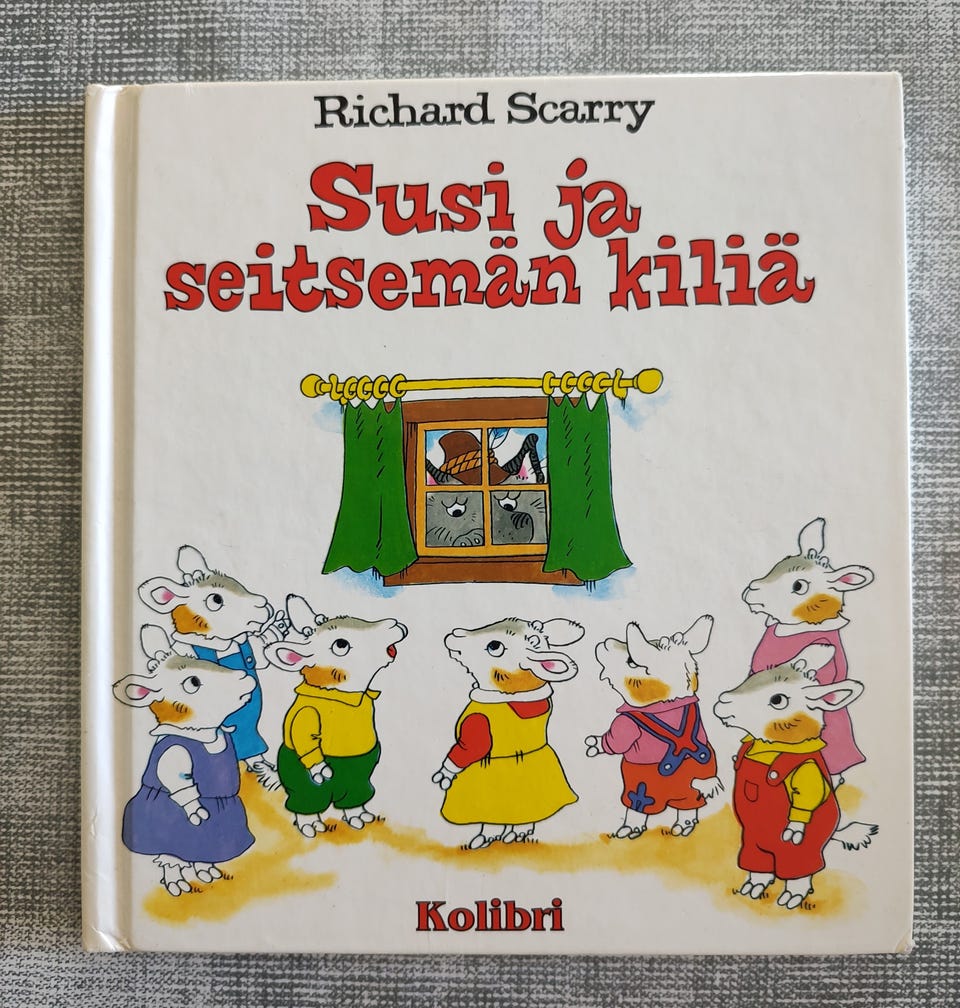 Richard Scarry
Susi ja
seitsemän kiliä
Kolibri